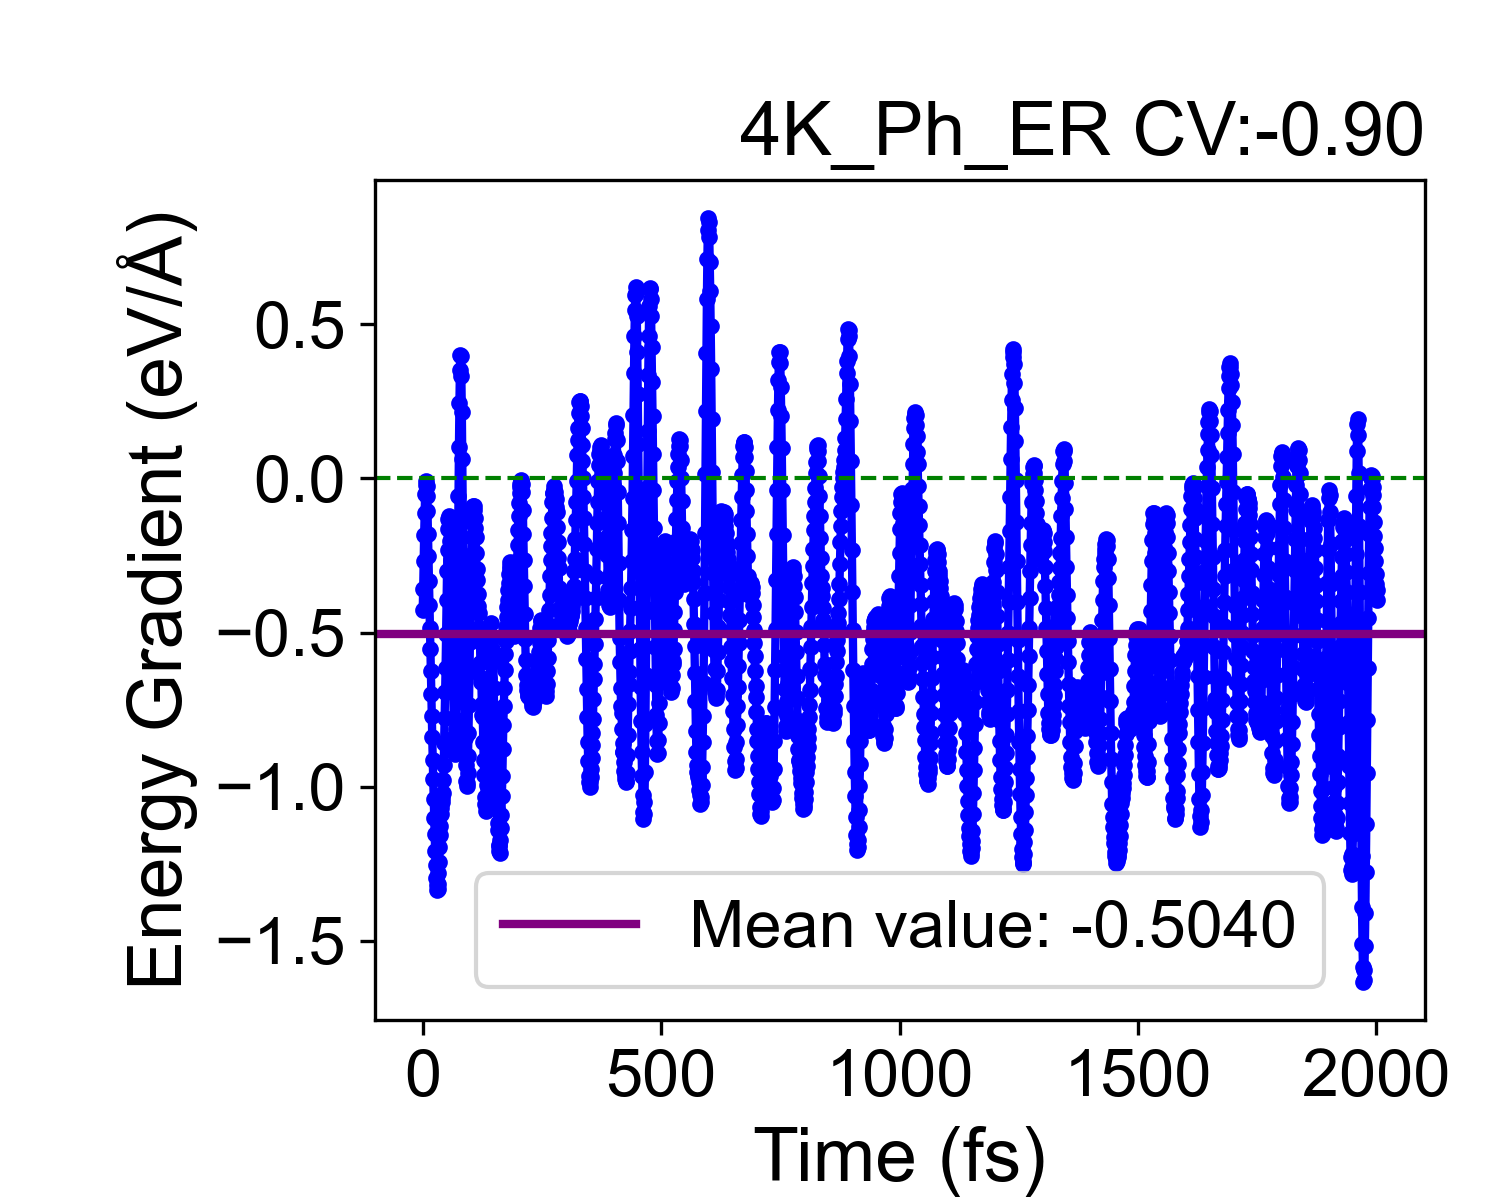 4K_Ph_ER CV:-0.90
Energy Gradient (eV/Å)
0.5
0.0
−0.5
−1.0
−1.5
Mean value: -0.5040
0 500 1000 1500 2000
Time (fs)